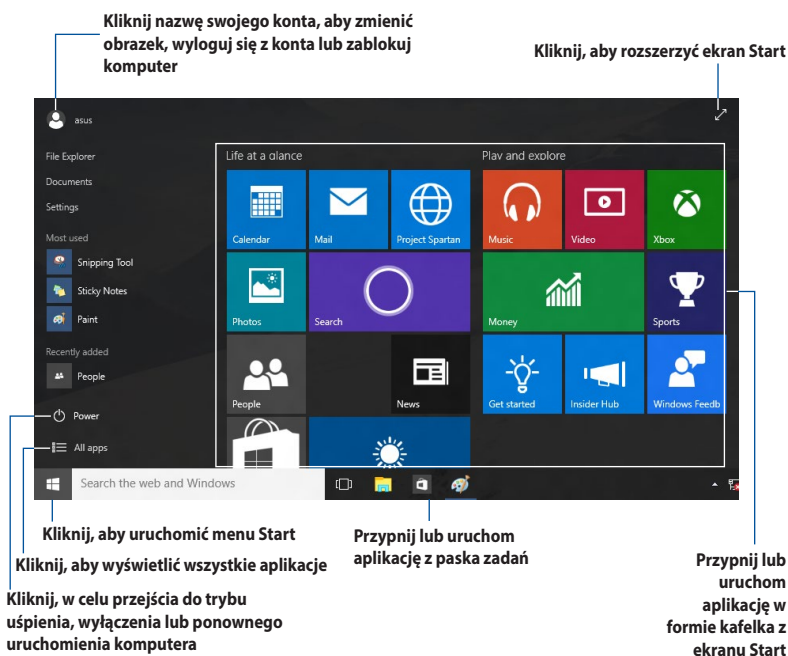 Kliknij nazwę swojego konta, aby zmienić
obrazek, wyloguj się z konta lub zablokuj
komputer
Kliknij, aby rozszerzyć ekran Start
asus
File Explorer
Documents
Settings
Most used
Snipping Tool
Sticky Notes
Paint
Recently added
People
Power
All apps
Life at a glance
Calendar
Mail
Project Spartan
Photos
Search
People
News
Play and explore
Music
Video
Xbox
Money
Sports
Get started
Insider Hub
Windows Feedb
Search the web and Windows
Kliknij, aby uruchomić menu Start
Kliknij, aby wyświetlić wszystkie aplikacje
Kliknij, w celu przejścia do trybu
uśpienia, wyłączenia lub ponownego
uruchomienia komputera
Przypnij lub uruchom
aplikację z paska zadań
Przypnij lub
uruchom
aplikację w
formie kafelka z
ekranu Start